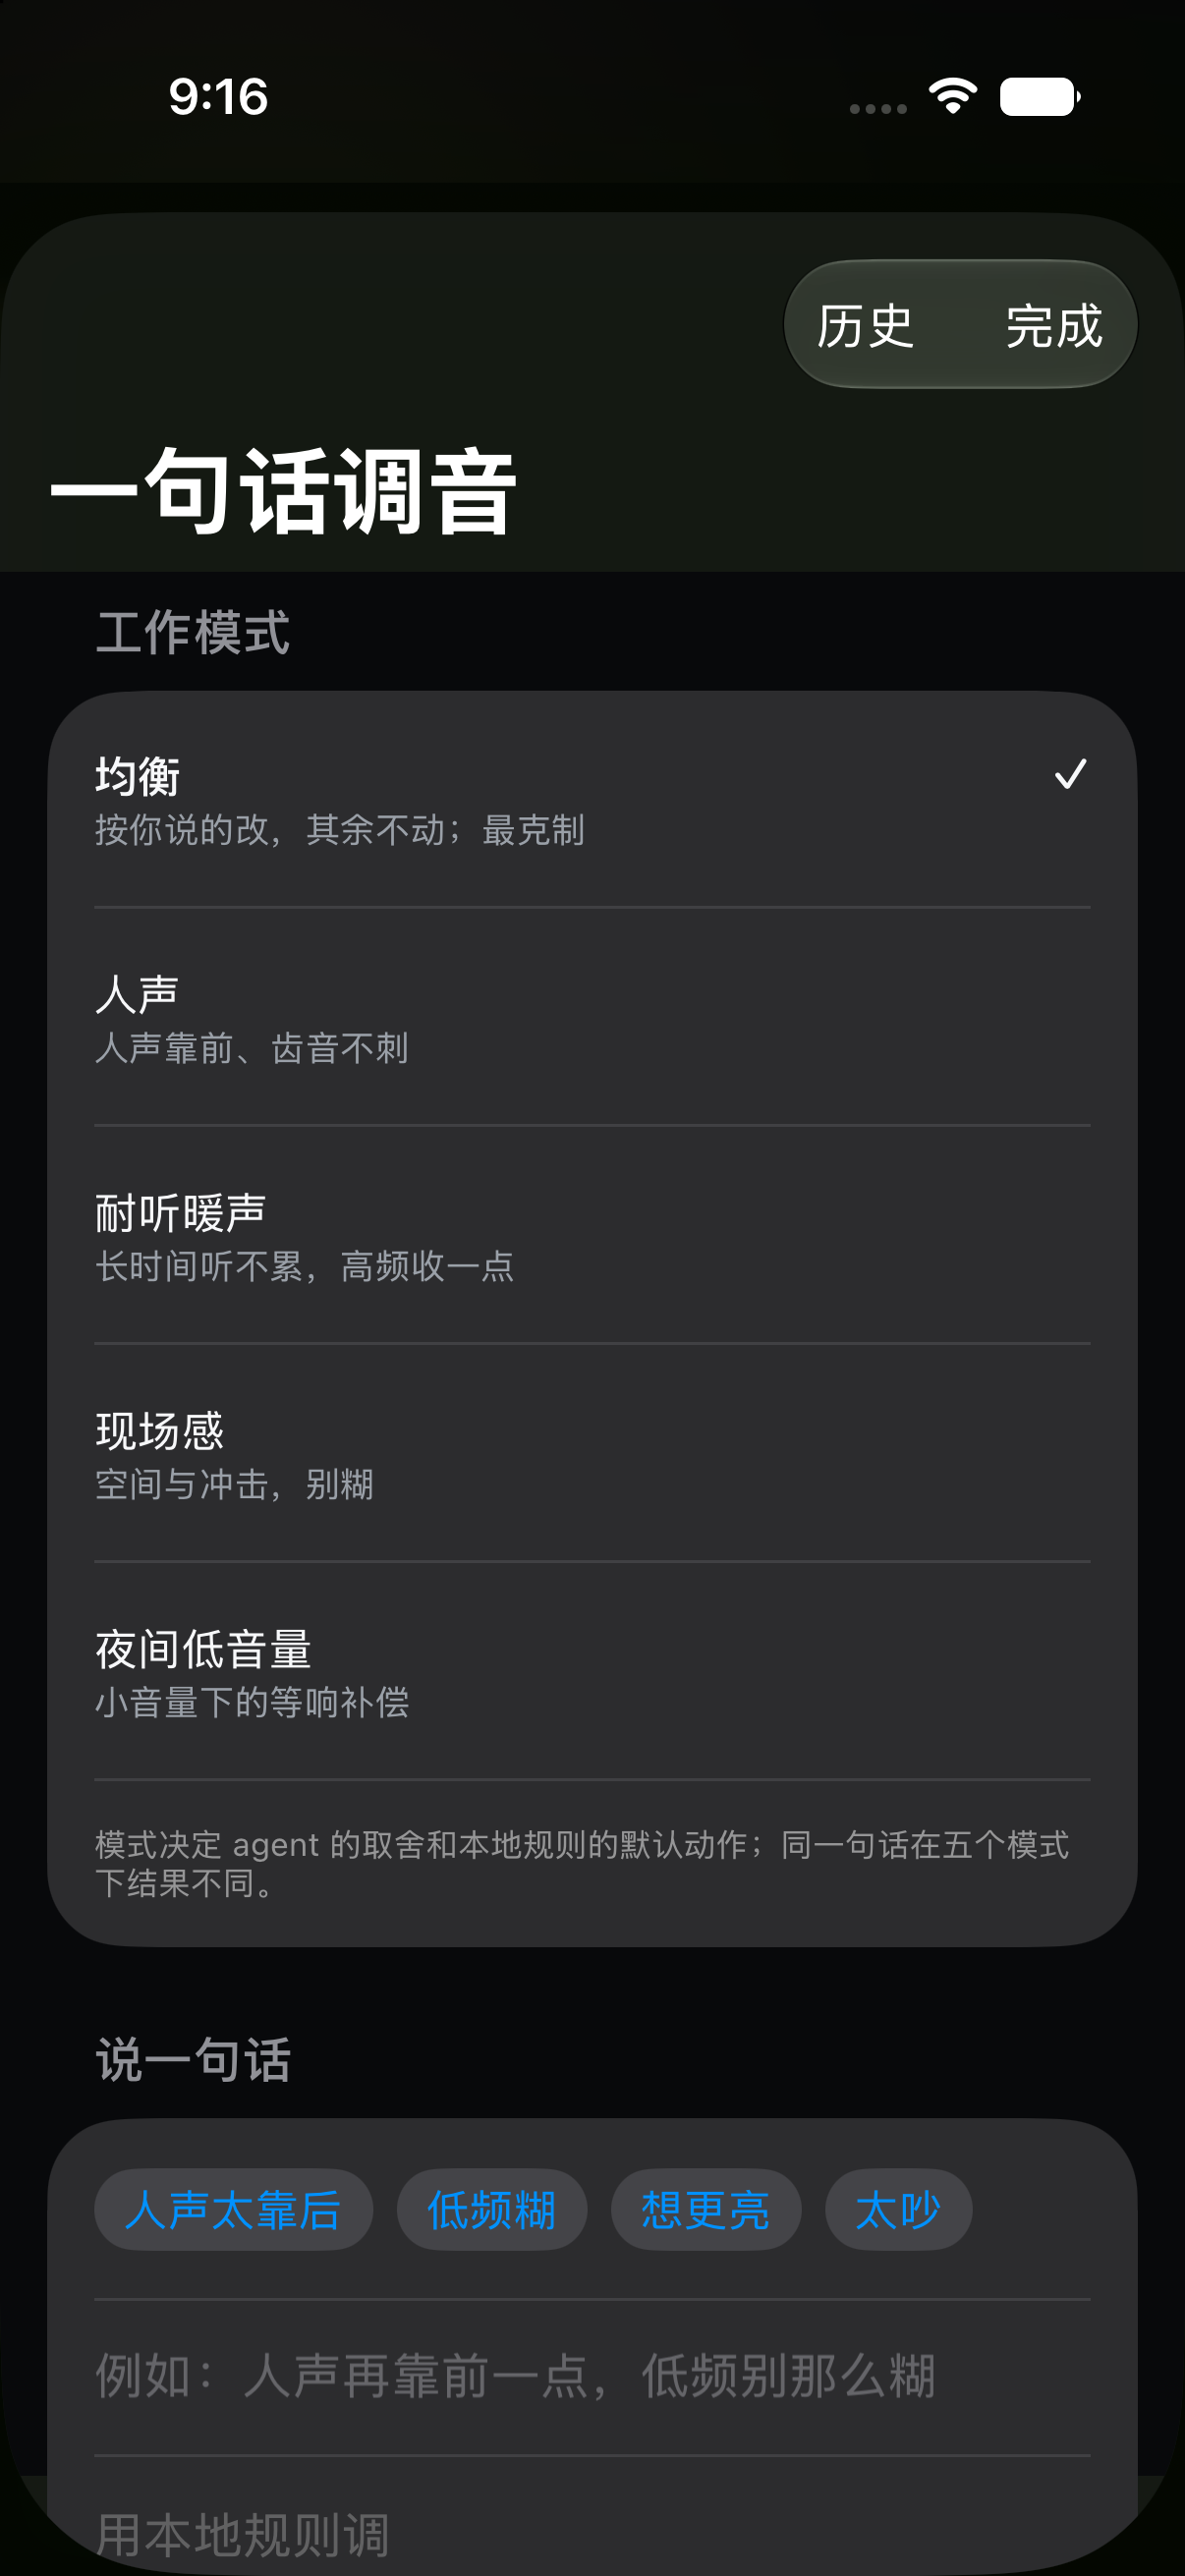 9:16
历史 完成
一句话调音
工作模式
均衡
按你说的改，其余不动；最克制
人声
人声靠前、齿音不刺
耐听暖声
长时间听不累，高频收一点
现场感
空间与冲击，别糊
夜间低音量
小音量下的等响补偿
模式决定 agent 的取舍和本地规则的默认动作；同一句话在五个模式
下结果不同。
说一句话
人声太靠后 低频糊 想更亮 太吵
例如：人声再靠前一点，低频别那么糊
用本地规则调